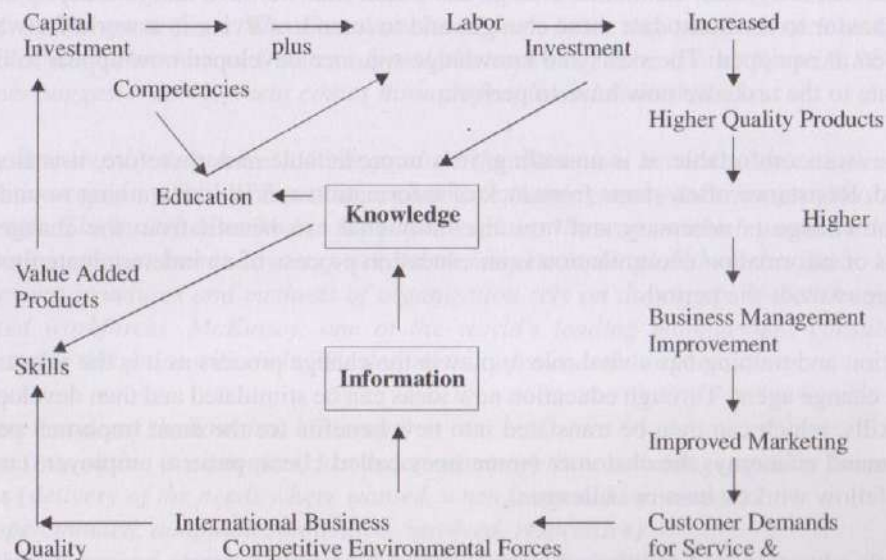 Capital Labor Increased
Investment plus Investment
Competencies
Higher Quality Products
Education
Knowledge
Higher
Value Added
Products
Business Management
Improvement
Skills
Information
Improved Marketing
International Business Customer Demands
Quality Competitive Environmental Forces for Service &